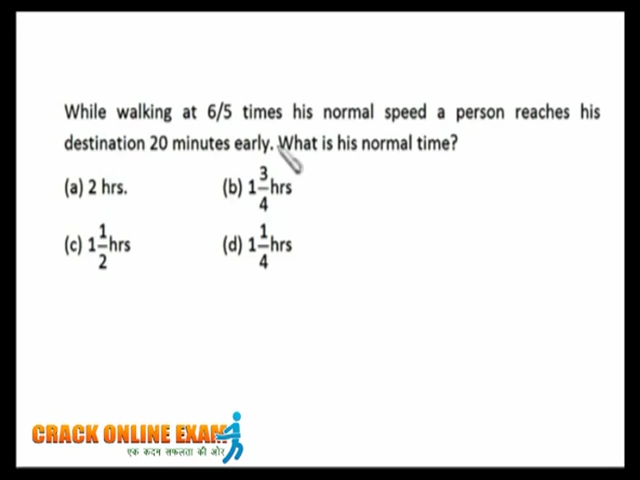 While walking at 6/5 times his normal speed a person reaches his
destination 20 minutes early. What is his normal time?
(a) 2 hrs. (b) 1 3/4 hrs
(c) 1 1/2 hrs (d) 1 1/4 hrs
CRACK ONLINE EXAM
एक कदम सफलता की ओर